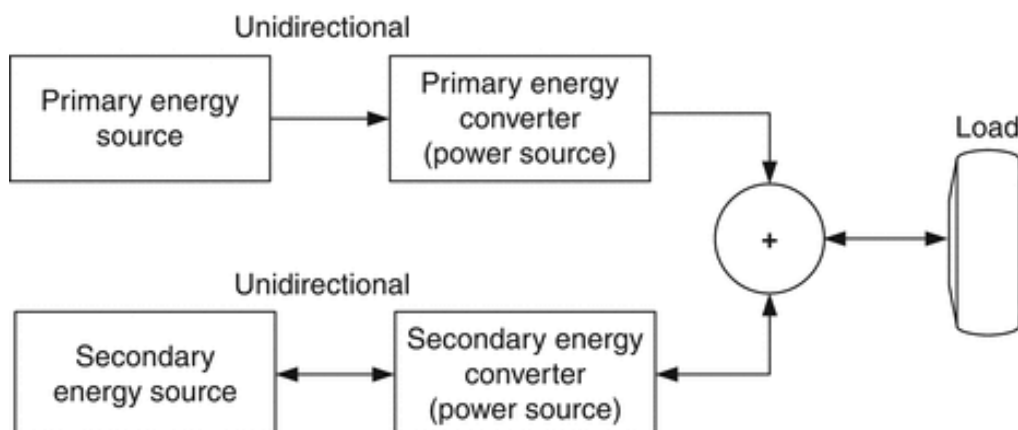 Unidirectional
Primary energy
source
Primary energy
converter
(power source)
Load
+
Unidirectional
Secondary
energy source
Secondary energy
converter
(power source)